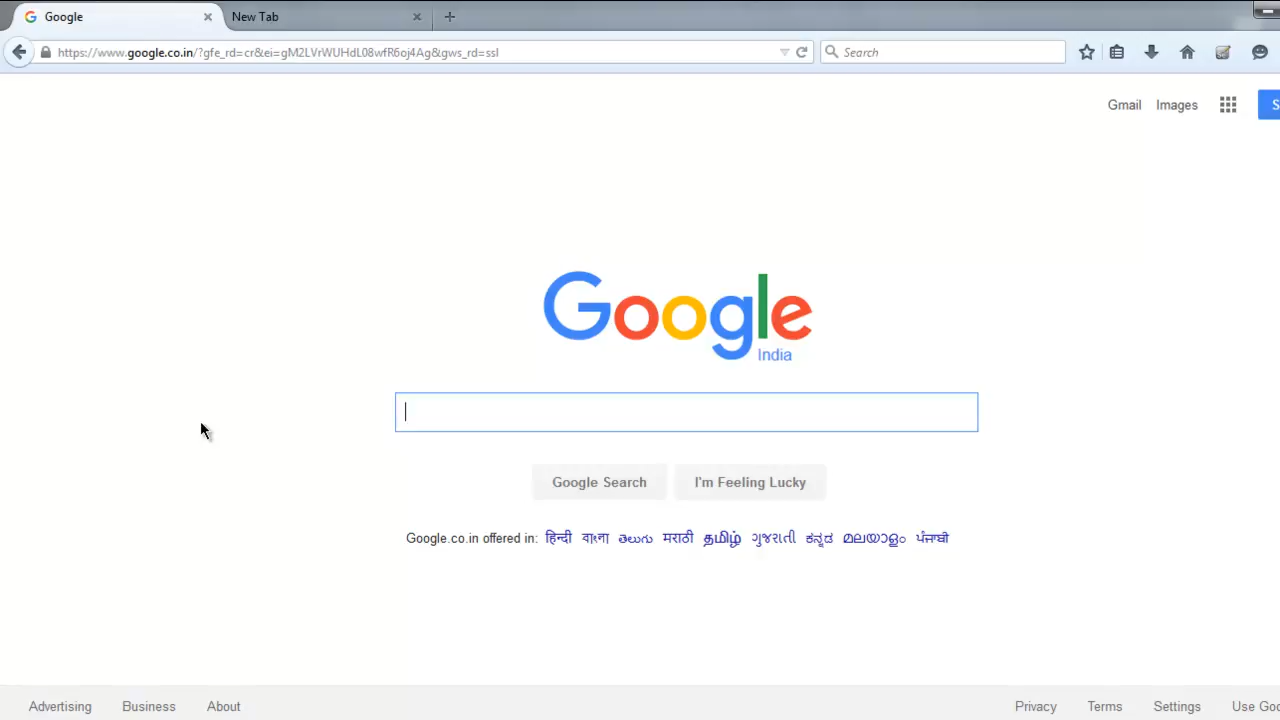 Google
New Tab
https://www.google.co.in/?gfe_rd=cr&ei=gM2LVrWUHdL08wfR6oj4Ag&gws_rd=ssl
Search
Gmail
Images
S
Google
India
Google Search
I'm Feeling Lucky
Google.co.in offered in: हिन्दी বাংলা తెలుగు मराठी தமிழ் ગુજરાતી ಕನ್ನಡ മലയാളം ਪੰਜਾਬੀ
Advertising Business About Privacy Terms Settings Use Goo